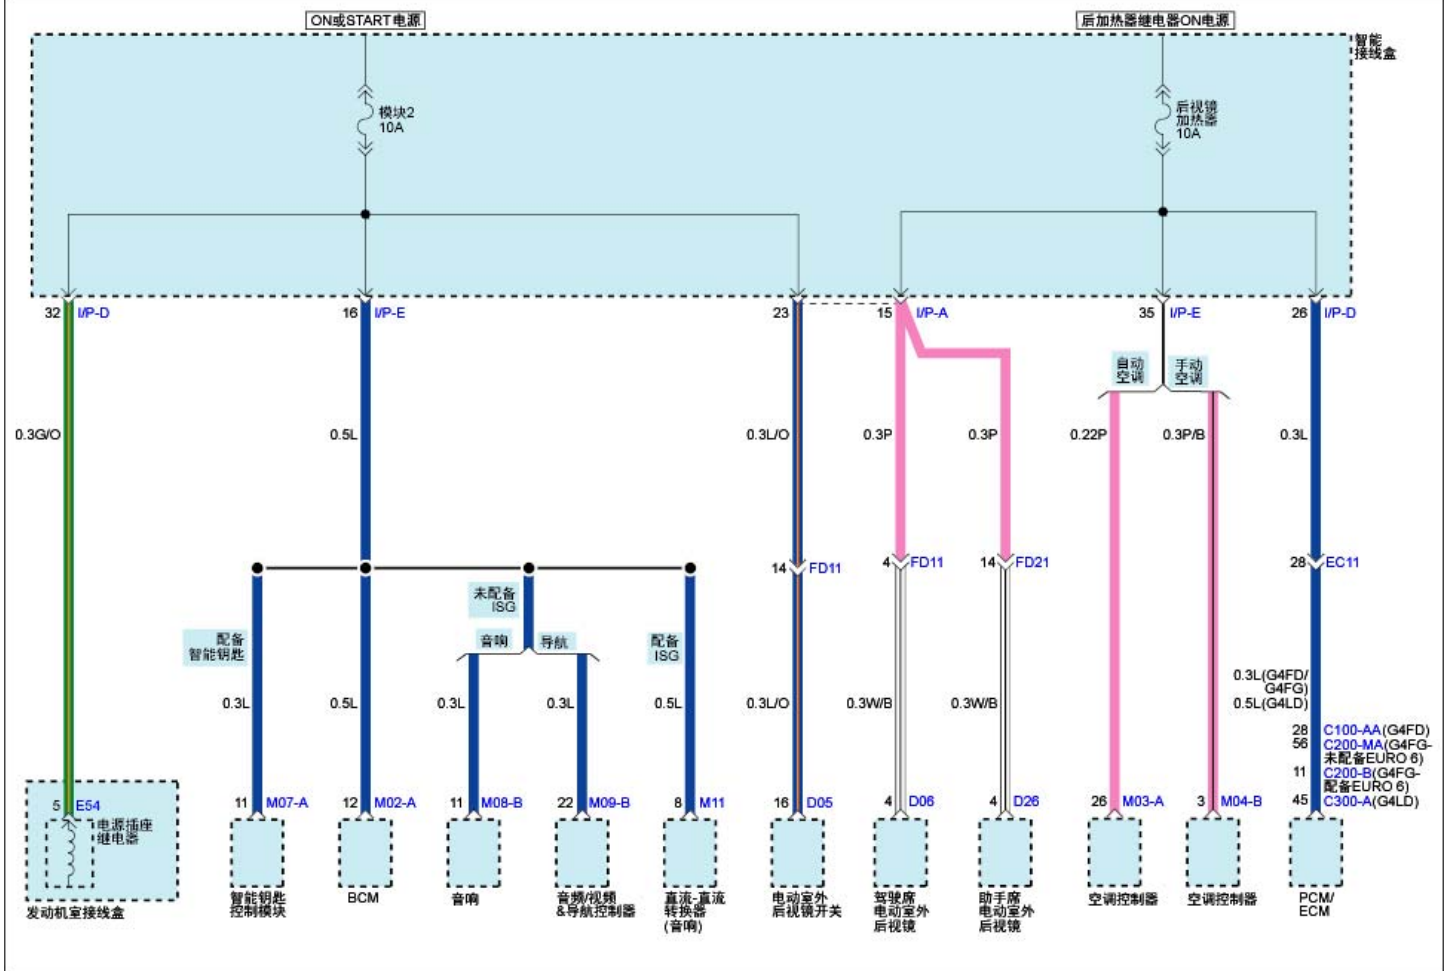 ON或START电源
后加热器继电器ON电源
智能
接线盒
模块2
10A
后视镜
加热器
10A
32 I/P-D
16 I/P-E
23
15 I/P-A
35 I/P-E
26 I/P-D
自动
空调
手动
空调
0.3G/O
0.5L
0.3L/O
0.3P
0.3P
0.22P
0.3P/B
0.3L
14 FD11
4 FD11
14 FD21
28 EC11
未配备
ISG
音响
导航
配备
智能钥匙
配备
ISG
0.3L
0.5L
0.3L
0.3L
0.5L
0.3L/O
0.3W/B
0.3W/B
0.3L(G4FD/
G4FG)
0.5L(G4LD)
28 C100-AA(G4FD)
56 C200-MA(G4FG-
未配备EURO 6)
11 C200-B(G4FG-
配备EURO 6)
45 C300-A(G4LD)
5 E54
11 M07-A
12 M02-A
11 M08-B
22 M09-B
8 M11
16 D05
4 D06
4 D26
26 M03-A
3 M04-B
电源插座
继电器
发动机室接线盒
智能钥匙
控制模块
BCM
音响
音频/视频
&导航控制器
直流-直流
转换器
(音响)
电动室外
后视镜开关
驾驶席
电动室外
后视镜
助手席
电动室外
后视镜
空调控制器
空调控制器
PCM/
ECM